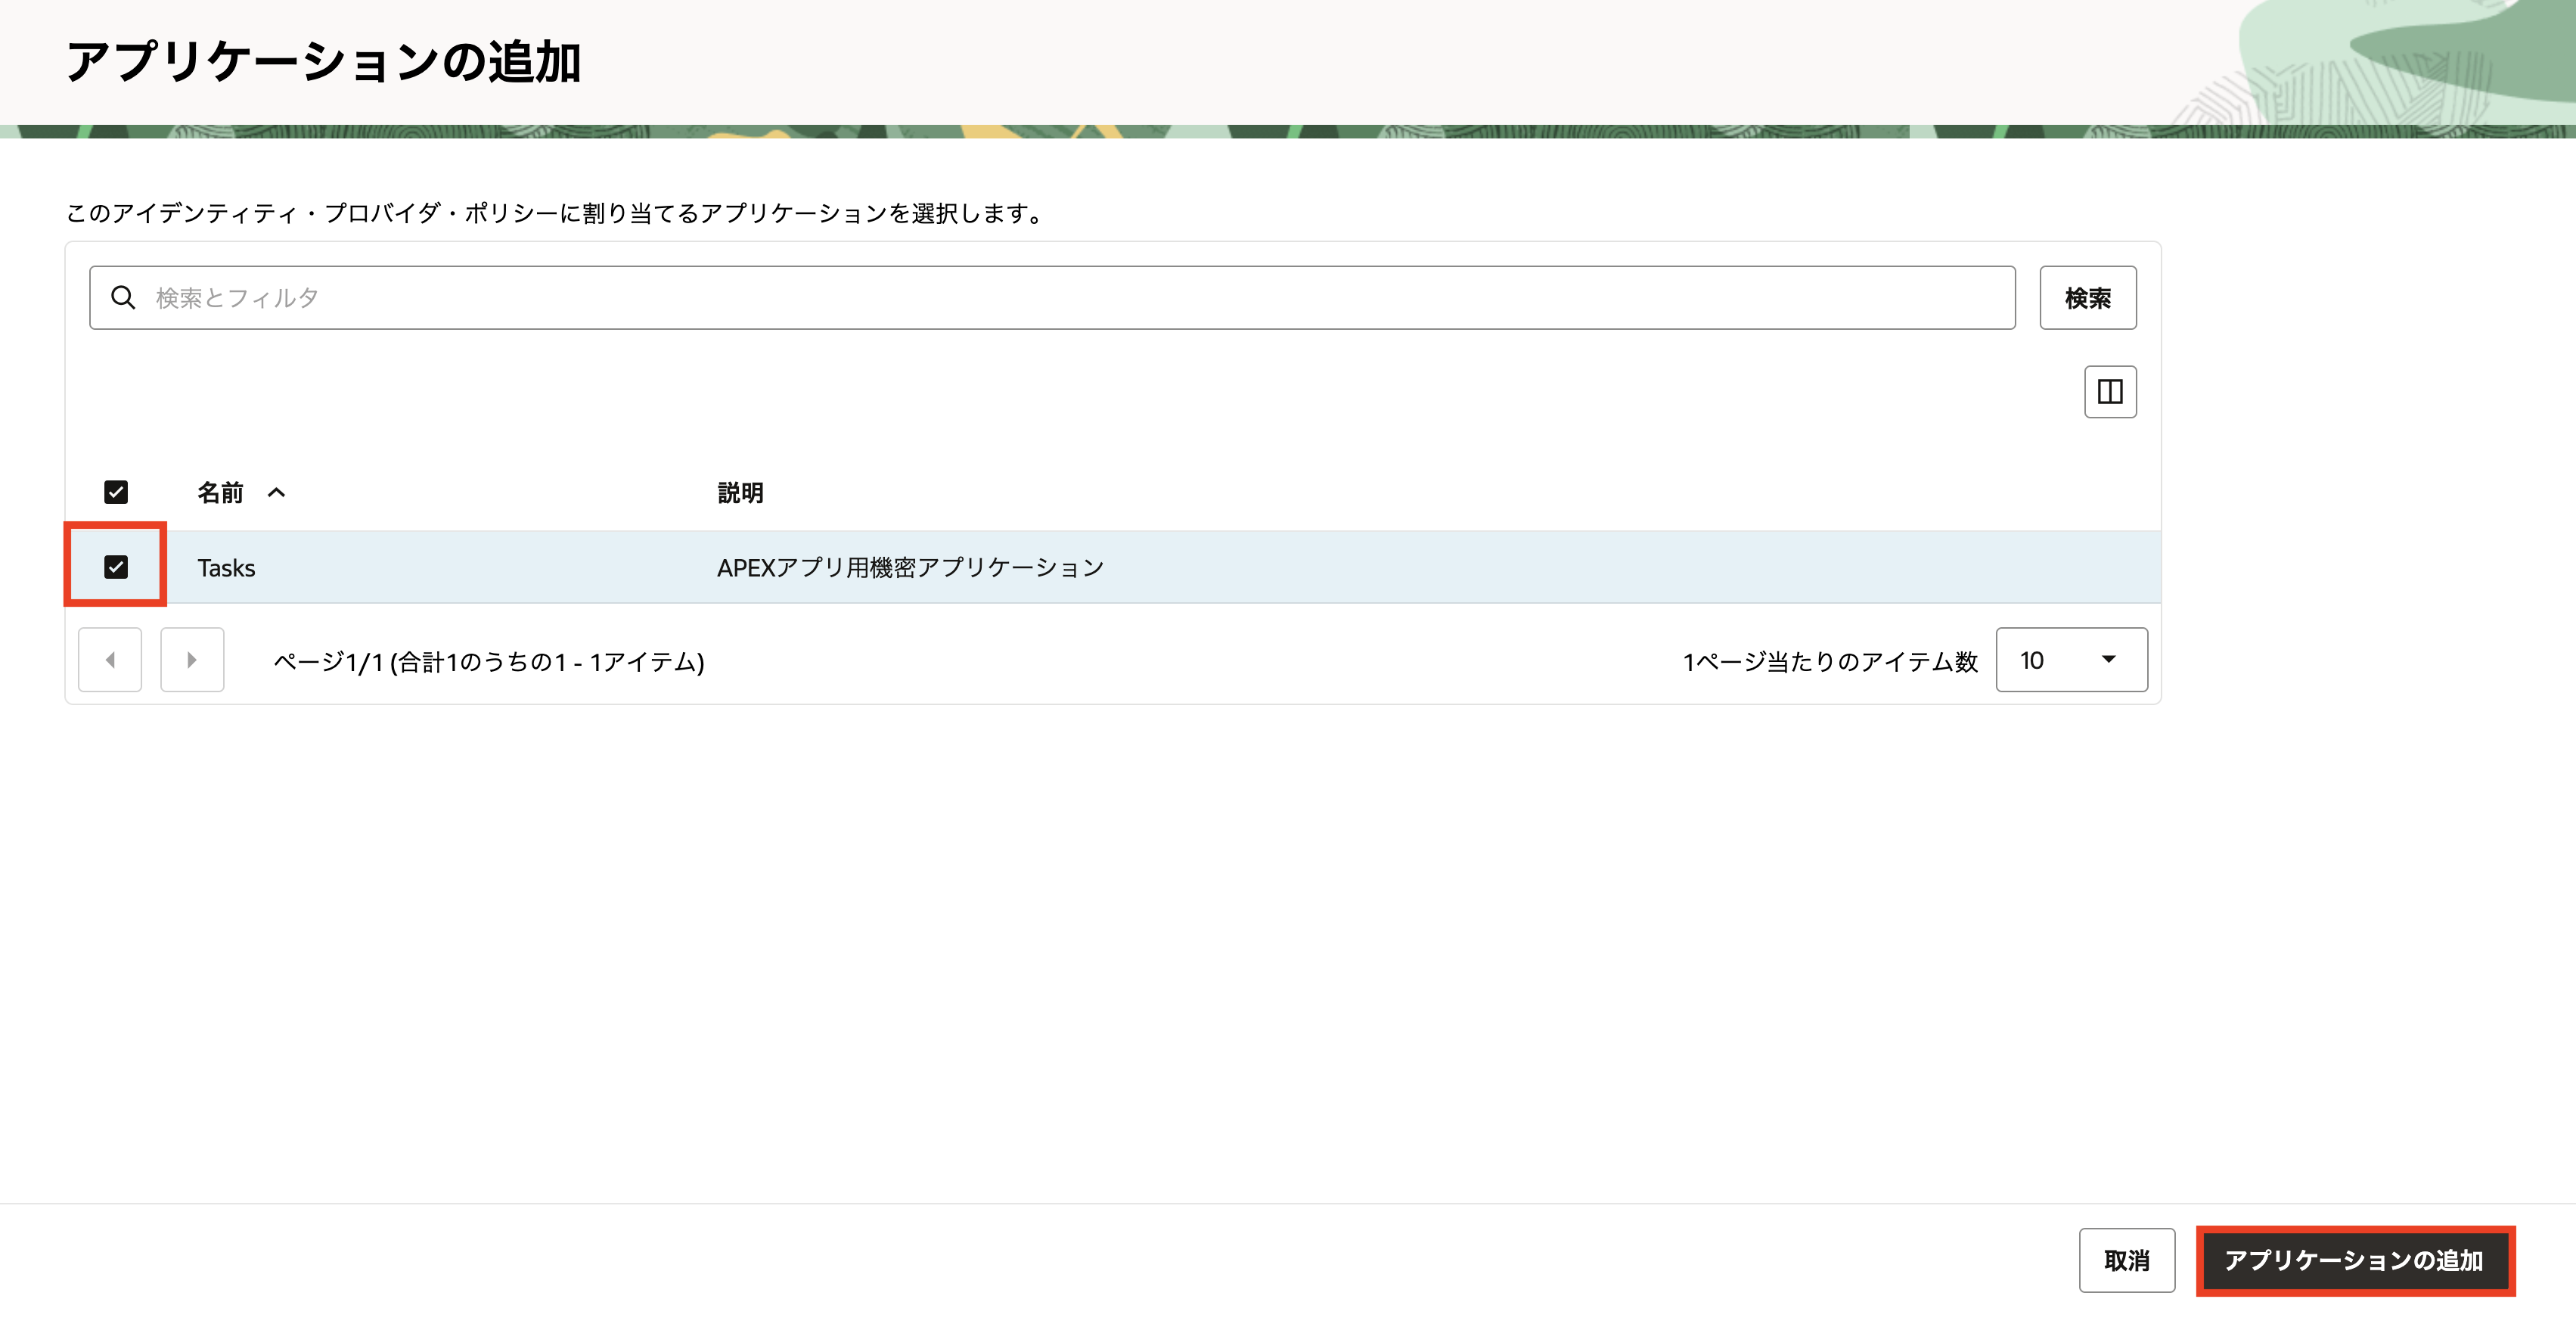 アプリケーションの追加
このアイデンティティ・プロバイダ・ポリシーに割り当てるアプリケーションを選択します。
検索とフィルタ
検索
名前 説明
Tasks APEXアプリ用機密アプリケーション
ページ1/1 (合計1のうちの1 - 1アイテム) 1ページ当たりのアイテム数 10
取消 アプリケーションの追加